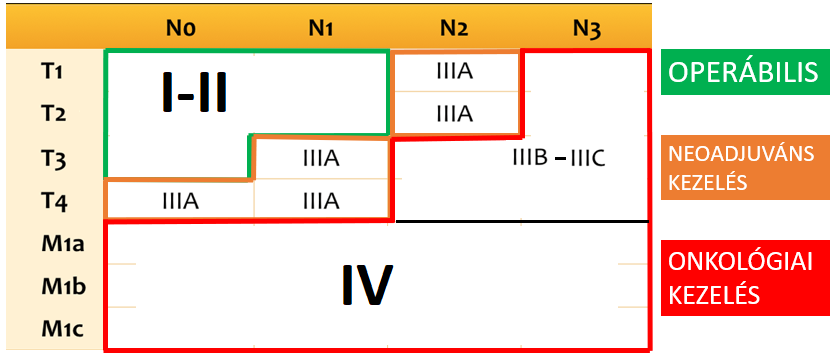 N0 N1 N2 N3
T1 IIIA
I-II
T2 IIIA
T3 IIIA IIIB – IIIC
T4 IIIA IIIA
M1a
M1b IV
M1c
OPERÁBILIS
NEOADJUVÁNS
KEZELÉS
ONKOLÓGIAI
KEZELÉS